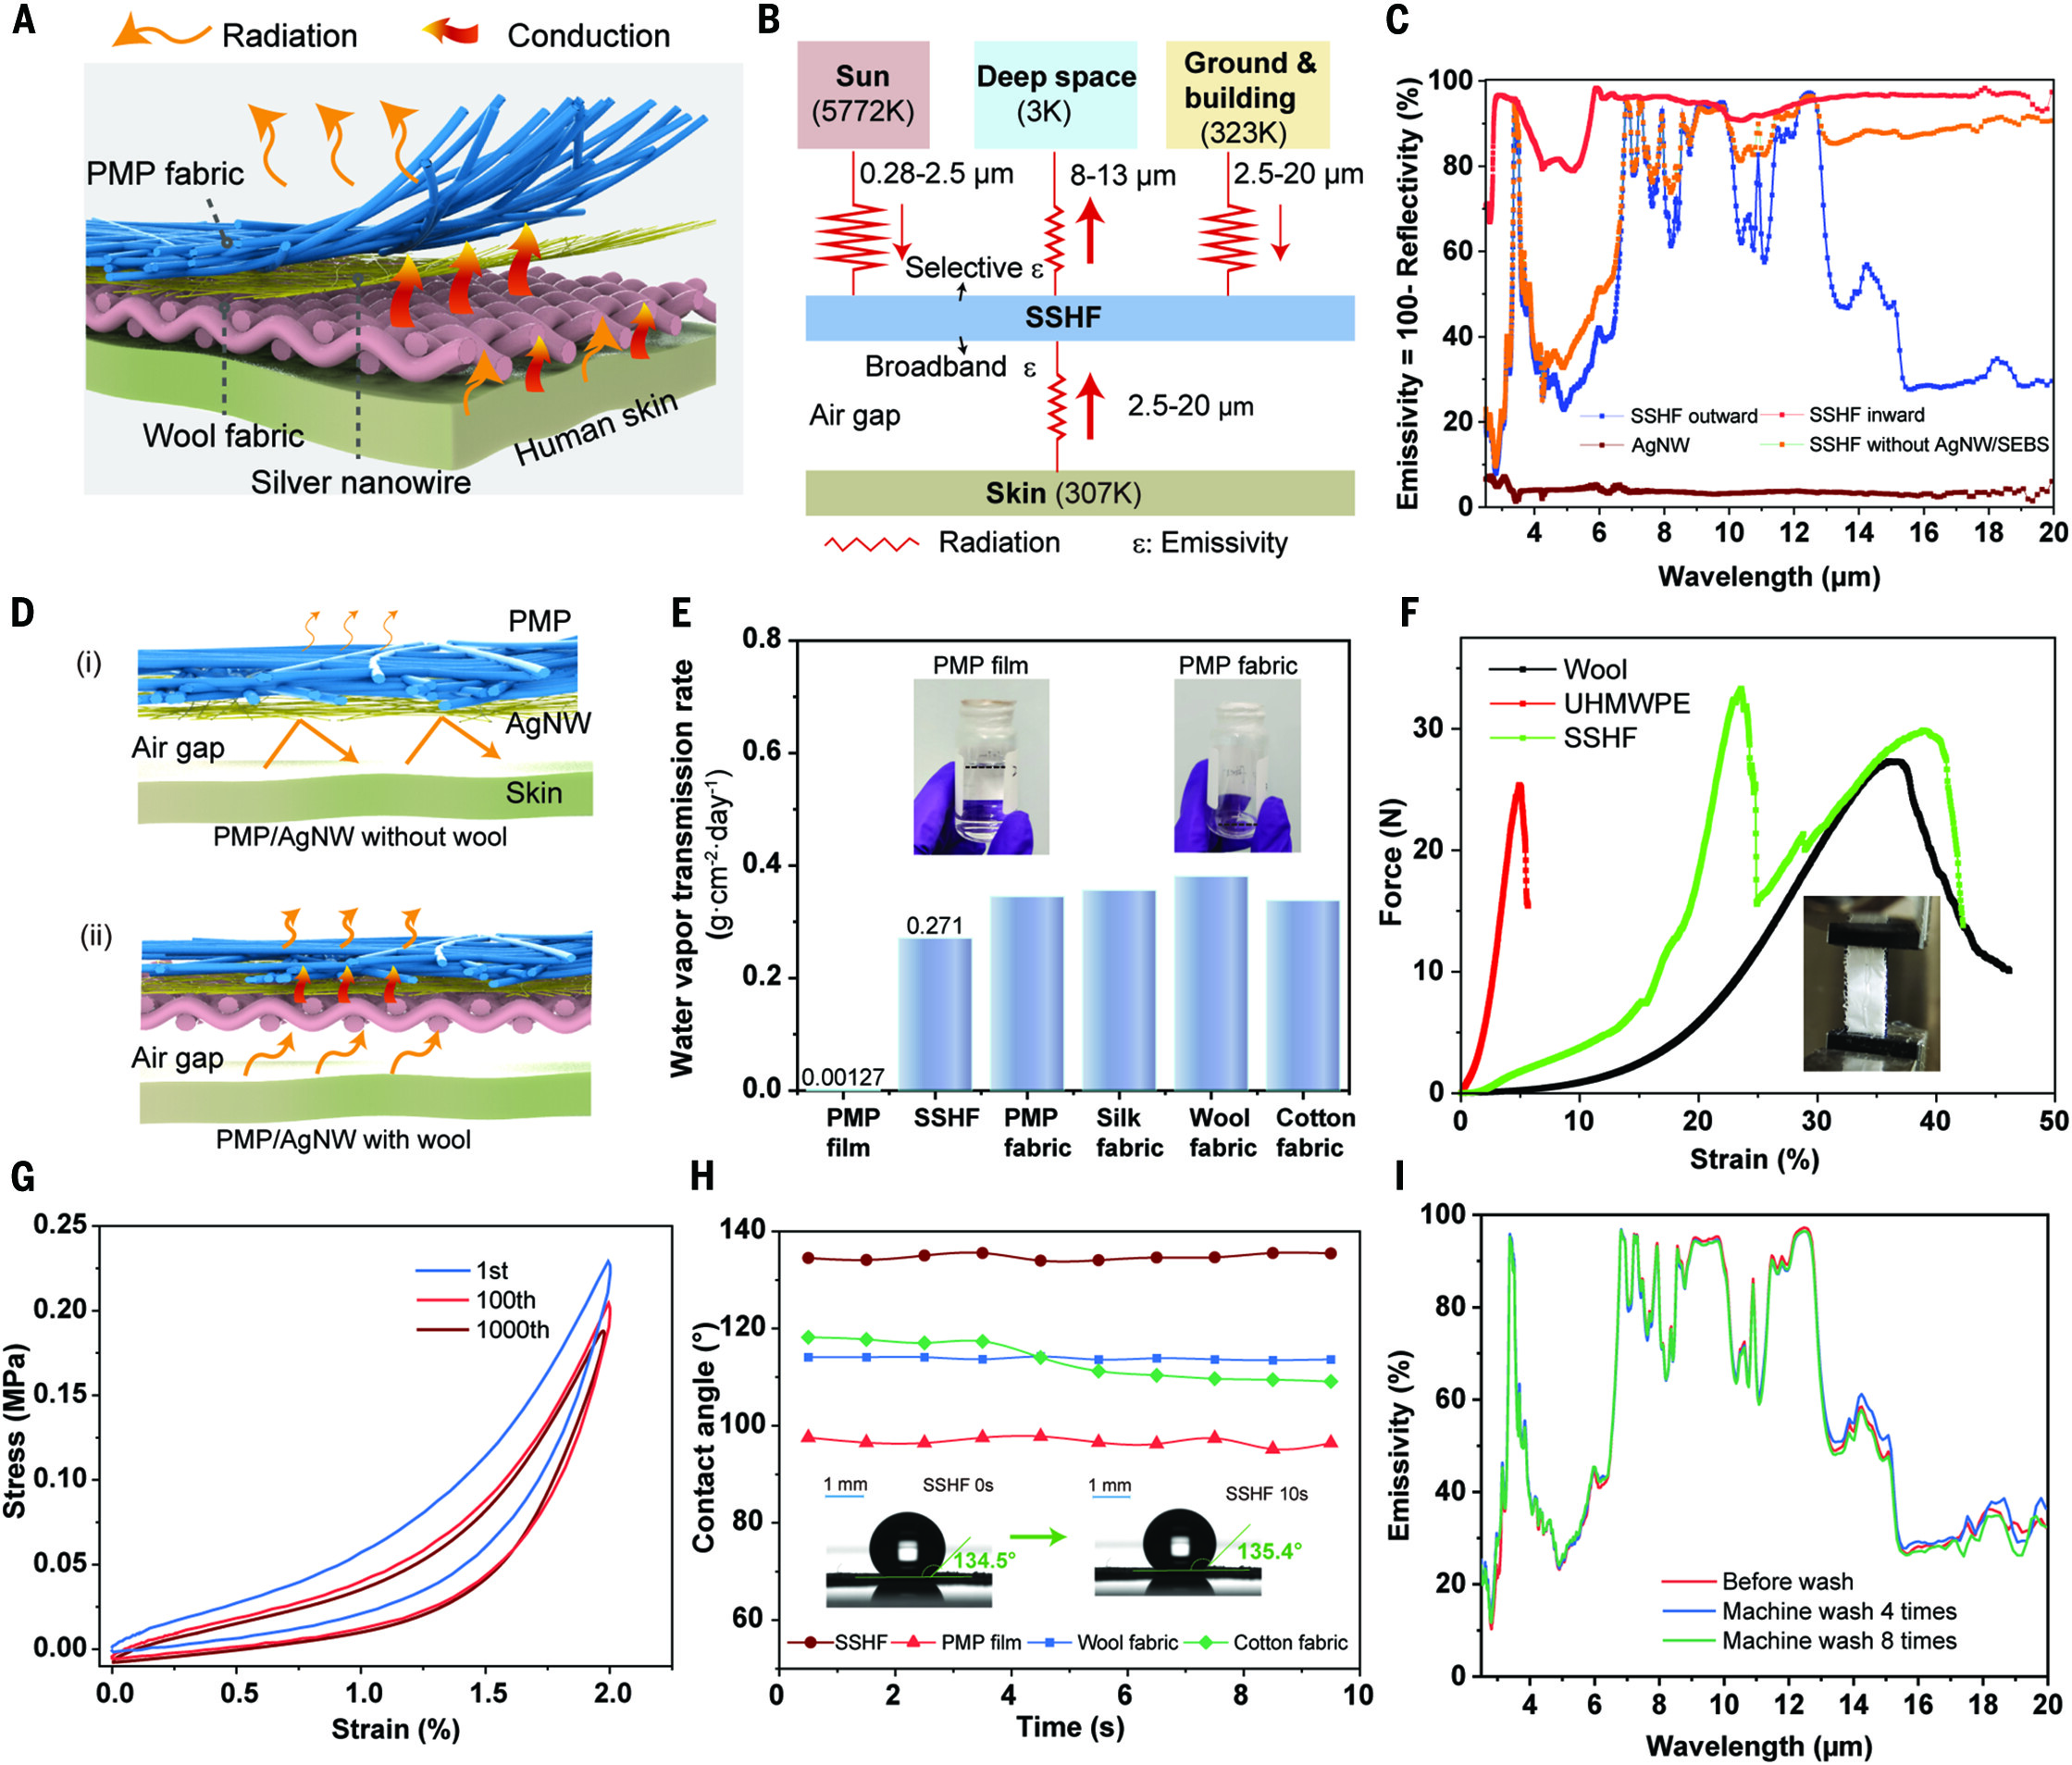 A
Radiation
Conduction
PMP fabric
Wool fabric
Silver nanowire
Human skin
B
Sun
(5772K)
Deep space
(3K)
Ground &
building
(323K)
0.28-2.5 µm
8-13 µm
2.5-20 µm
Selective ε
SSHF
Broadband ε
Air gap
2.5-20 µm
Skin (307K)
Radiation
ε: Emissivity
C
Emissivity = 100- Reflectivity (%)
100
80
60
40
20
0
SSHF outward
SSHF inward
AgNW
SSHF without AgNW/SEBS
4 6 8 10 12 14 16 18 20
Wavelength (µm)
D
(i)
PMP
AgNW
Air gap
Skin
PMP/AgNW without wool
(ii)
Air gap
PMP/AgNW with wool
E
Water vapor transmission rate
(g·cm⁻²·day⁻¹)
0.8
0.6
0.4
0.2
0.0
PMP film
PMP fabric
0.00127
0.271
PMP
film
SSHF
PMP
fabric
Silk
fabric
Wool
fabric
Cotton
fabric
F
Force (N)
30
20
10
0
Wool
UHMWPE
SSHF
0 10 20 30 40 50
Strain (%)
G
Stress (MPa)
0.25
0.20
0.15
0.10
0.05
0.00
1st
100th
1000th
0.0 0.5 1.0 1.5 2.0
Strain (%)
H
Contact angle (°)
140
120
100
80
60
1 mm
SSHF 0s
134.5°
1 mm
SSHF 10s
135.4°
SSHF
PMP film
Wool fabric
Cotton fabric
0 2 4 6 8 10
Time (s)
I
Emissivity (%)
100
80
60
40
20
0
Before wash
Machine wash 4 times
Machine wash 8 times
4 6 8 10 12 14 16 18 20
Wavelength (µm)